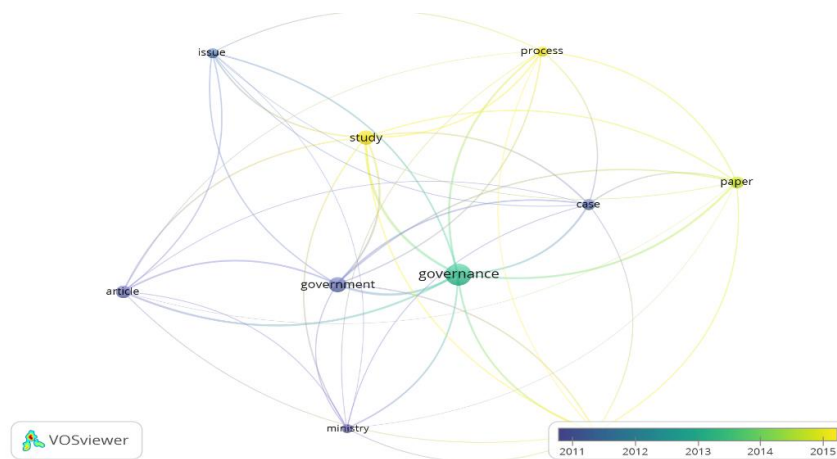 issue
process
study
paper
case
governance
government
article
ministry
VOSviewer
2011 2012 2013 2014 2015